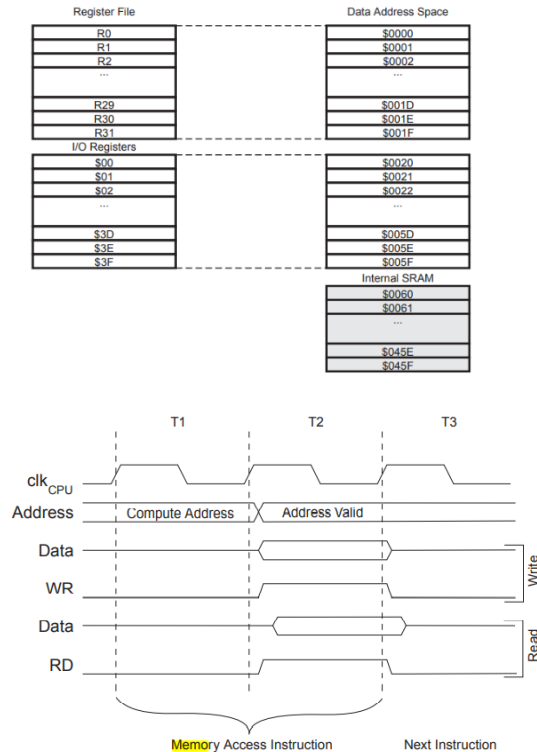 Register File Data Address Space
R0 $0000
R1 $0001
R2 $0002
... ...
R29 $001D
R30 $001E
R31 $001F
I/O Registers
$00 $0020
$01 $0021
$02 $0022
... ...
$3D $005D
$3E $005E
$3F $005F
Internal SRAM
$0060
$0061
...
$045E
$045F
T1 T2 T3
clkCPU
Address Compute Address Address Valid
Data
WR
Write
Data
RD
Read
Memory Access Instruction Next Instruction